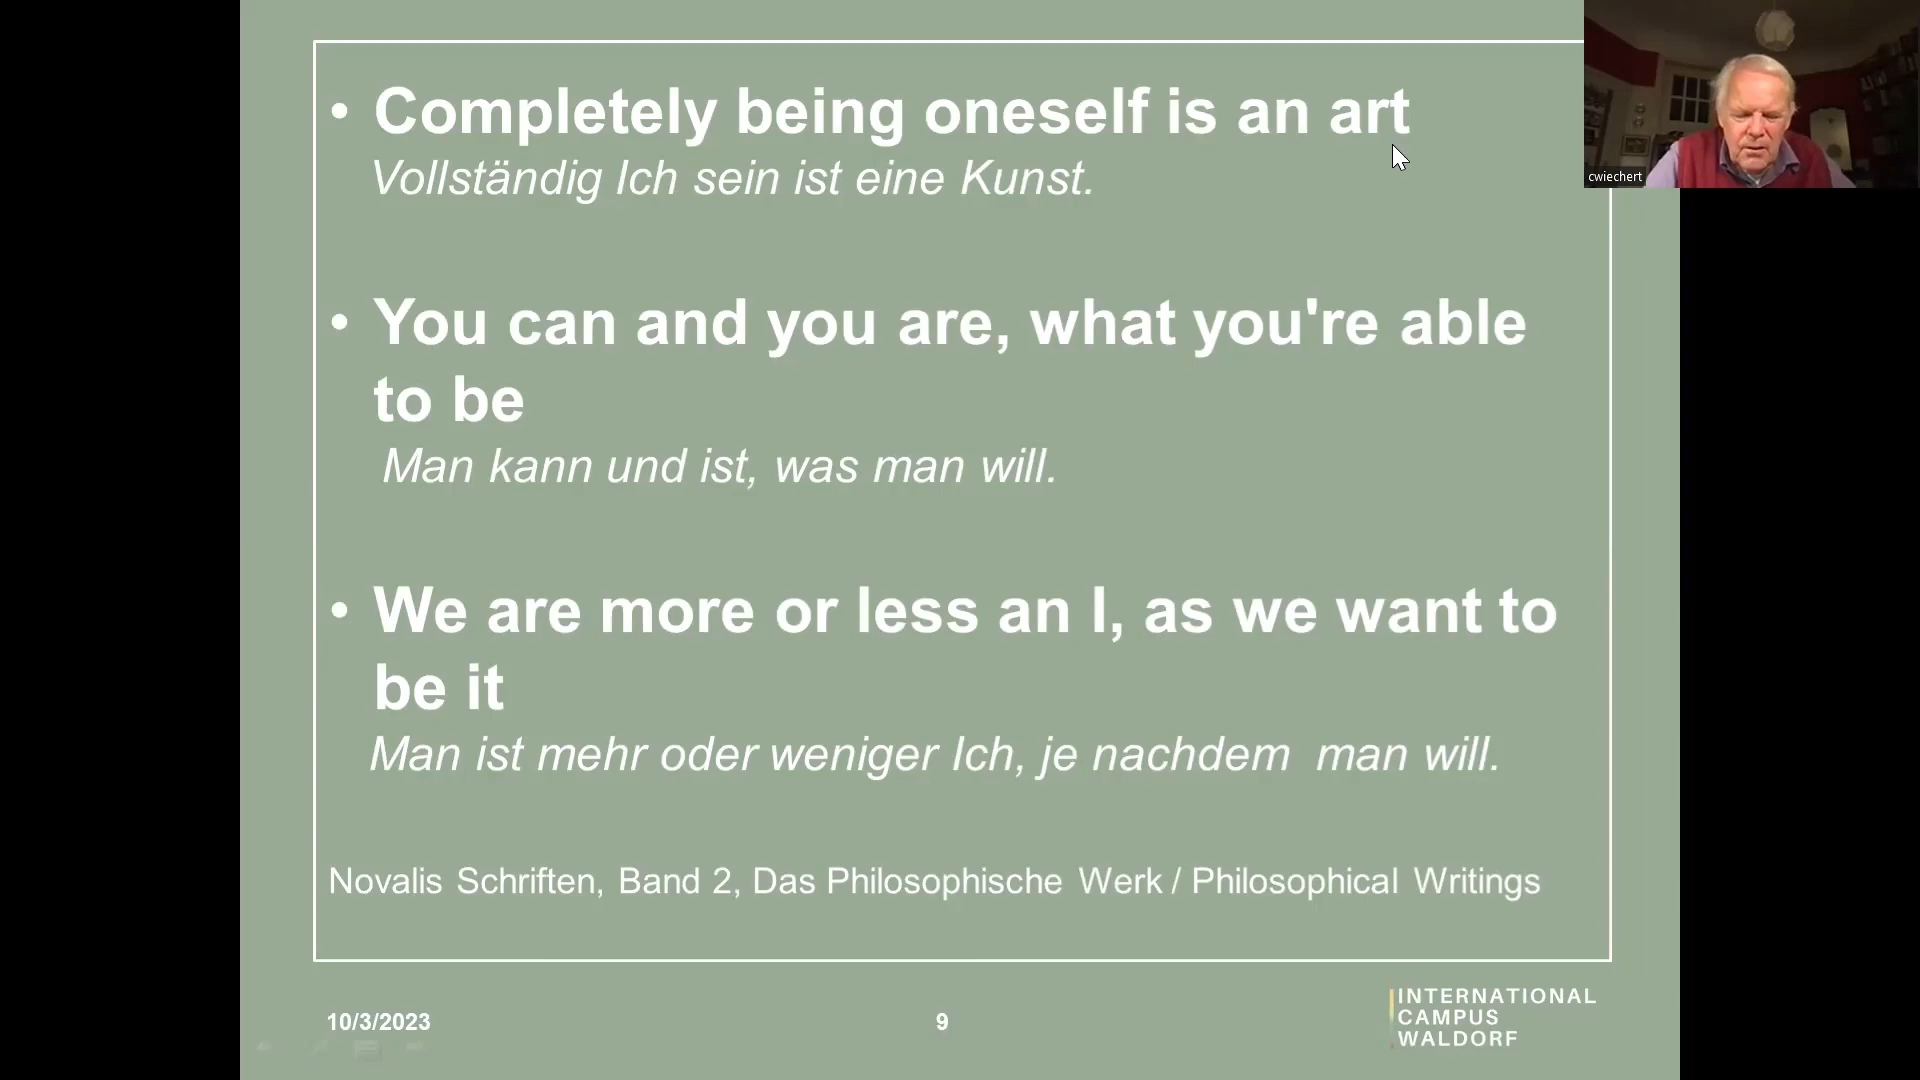 • Completely being oneself is an art
Vollständig Ich sein ist eine Kunst.
• You can and you are, what you're able
to be
Man kann und ist, was man will.
• We are more or less an I, as we want to
be it
Man ist mehr oder weniger Ich, je nachdem man will.
Novalis Schriften, Band 2, Das Philosophische Werk / Philosophical Writings
10/3/2023
9
INTERNATIONAL
CAMPUS
WALDORF
cwiechert